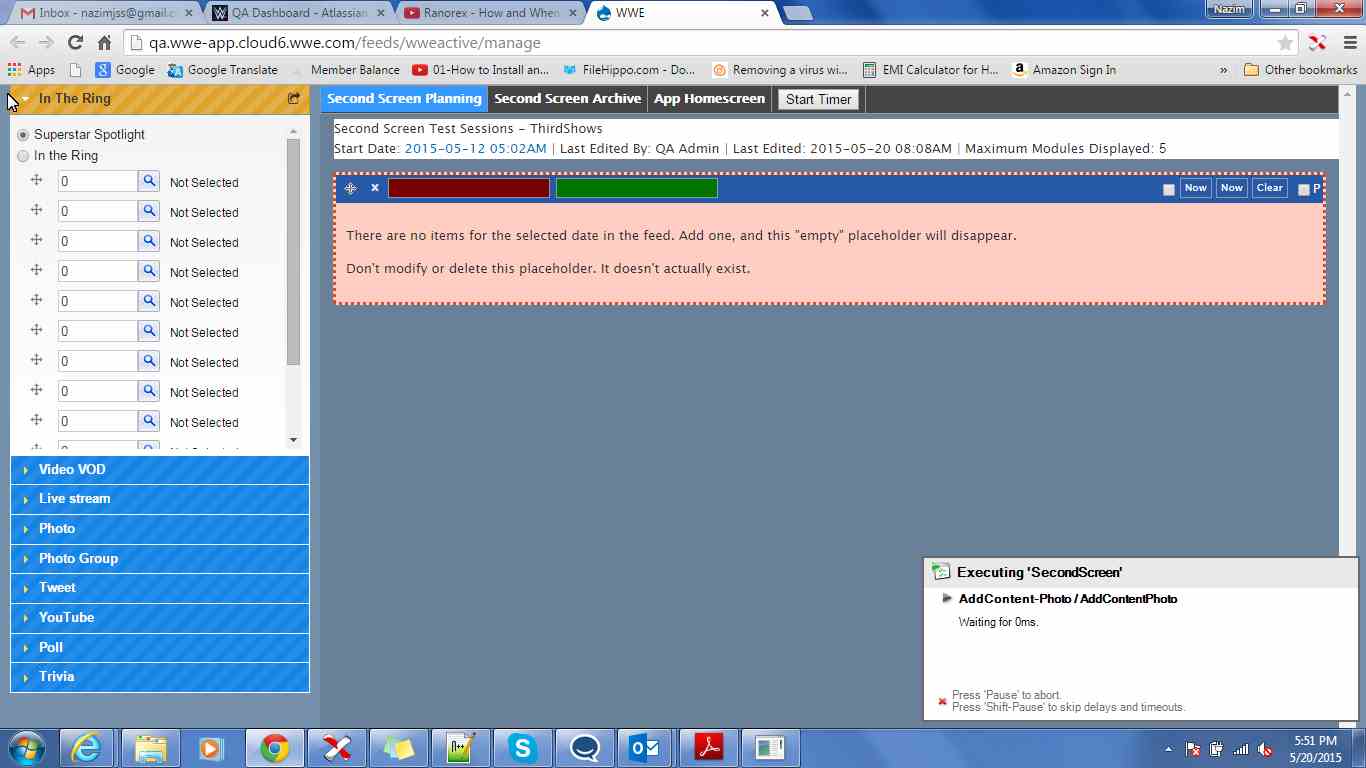 Inbox - nazimjss@gmail.c
QA Dashboard - Atlassian
Ranorex - How and When
WWE
Nazim
qa.wwe-app.cloud6.wwe.com/feeds/wweactive/manage
Apps
Google
Google Translate
Member Balance
01-How to Install an...
FileHippo.com - Do...
Removing a virus wi...
EMI Calculator for H...
Amazon Sign In
»
Other bookmarks
In The Ring
Second Screen Planning
Second Screen Archive
App Homescreen
Start Timer
Superstar Spotlight
In the Ring
0 Not Selected
0 Not Selected
0 Not Selected
0 Not Selected
0 Not Selected
0 Not Selected
0 Not Selected
0 Not Selected
0 Not Selected
Second Screen Test Sessions - ThirdShows
Start Date: 2015-05-12 05:02AM | Last Edited By: QA Admin | Last Edited: 2015-05-20 08:08AM | Maximum Modules Displayed: 5
x
Now
Now
Clear
P
There are no items for the selected date in the feed. Add one, and this "empty" placeholder will disappear.
Don't modify or delete this placeholder. It doesn't actually exist.
Video VOD
Live stream
Photo
Photo Group
Tweet
YouTube
Poll
Trivia
Executing 'SecondScreen'
AddContent-Photo / AddContentPhoto
Waiting for 0ms.
Press 'Pause' to abort.
Press 'Shift-Pause' to skip delays and timeouts.
5:51 PM
5/20/2015